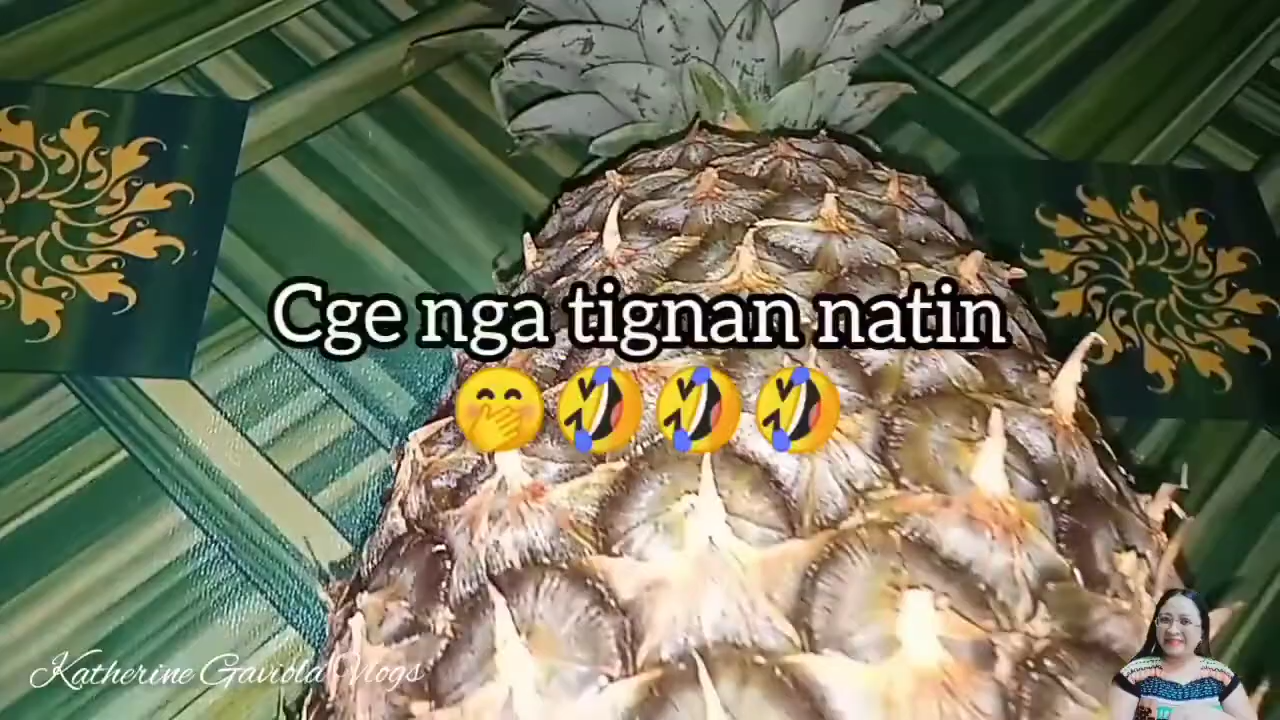 Cge nga tignan natin
🤭🤣🤣🤣
Katherine Gaviola Vlogs